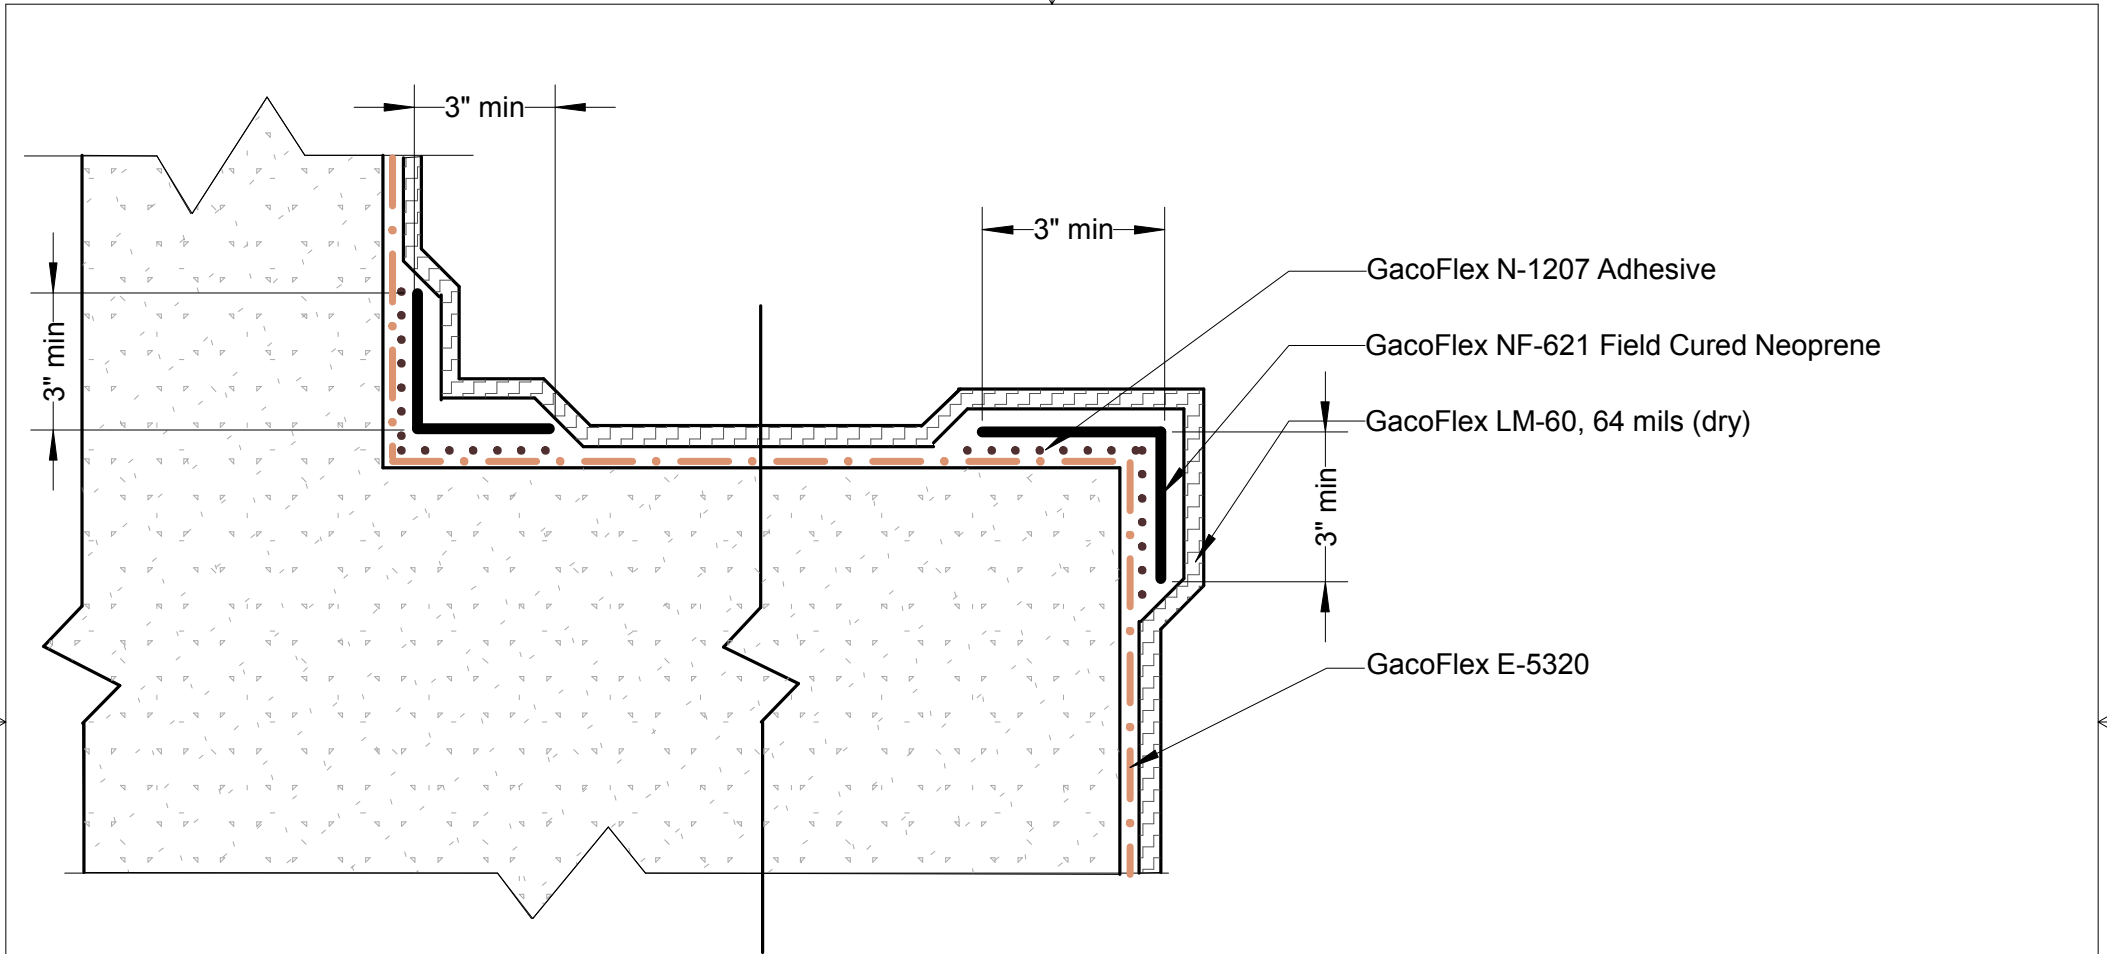 3" min
3" min
GacoFlex N-1207 Adhesive
3" min
GacoFlex NF-621 Field Cured Neoprene
GacoFlex LM-60, 64 mils (dry)
3" min
GacoFlex E-5320